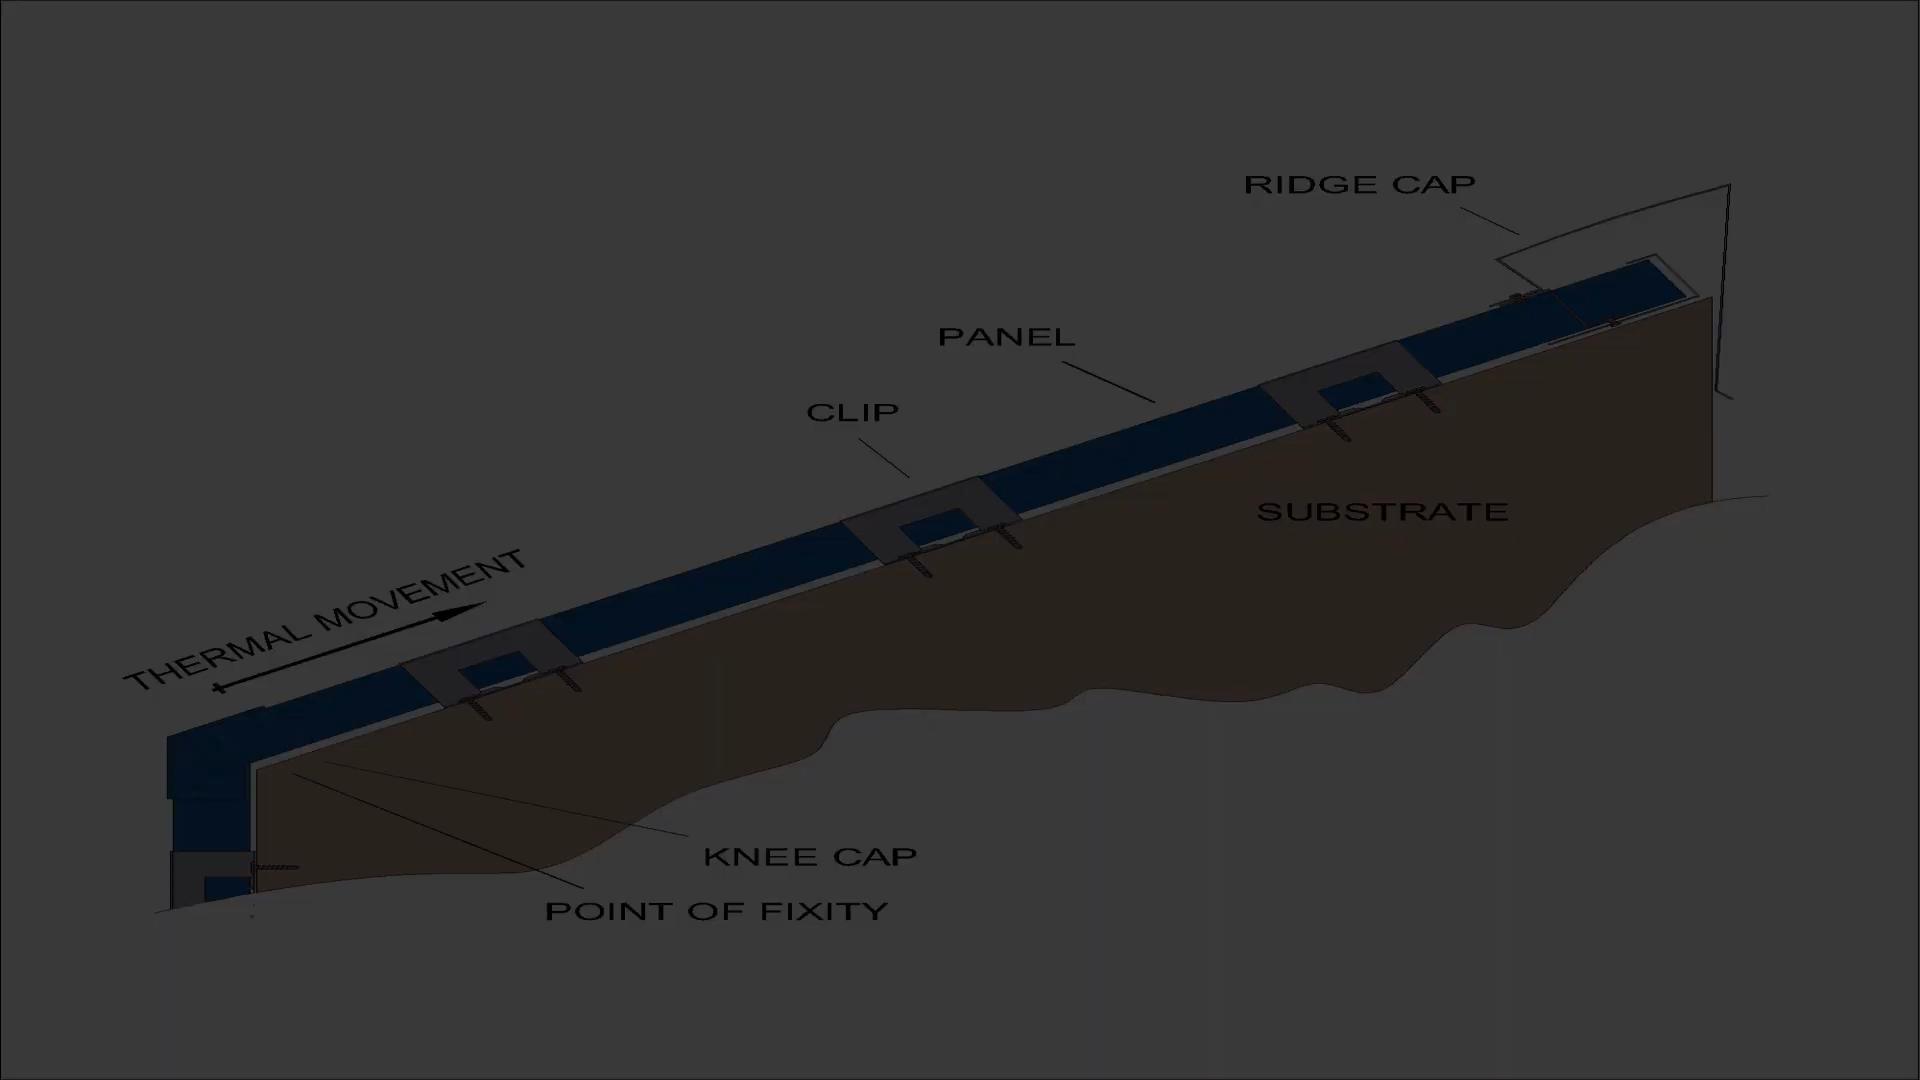 RIDGE CAP
PANEL
CLIP
SUBSTRATE
THERMAL MOVEMENT
KNEE CAP
POINT OF FIXITY